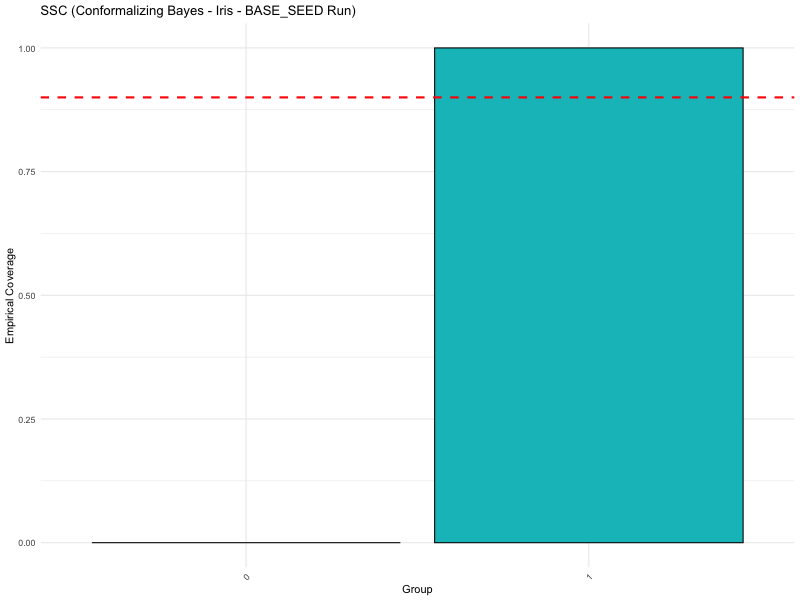 SSC (Conformalizing Bayes - Iris - BASE_SEED Run)
1.00
0.75
0.50
0.25
0.00
Empirical Coverage
0
1
Group